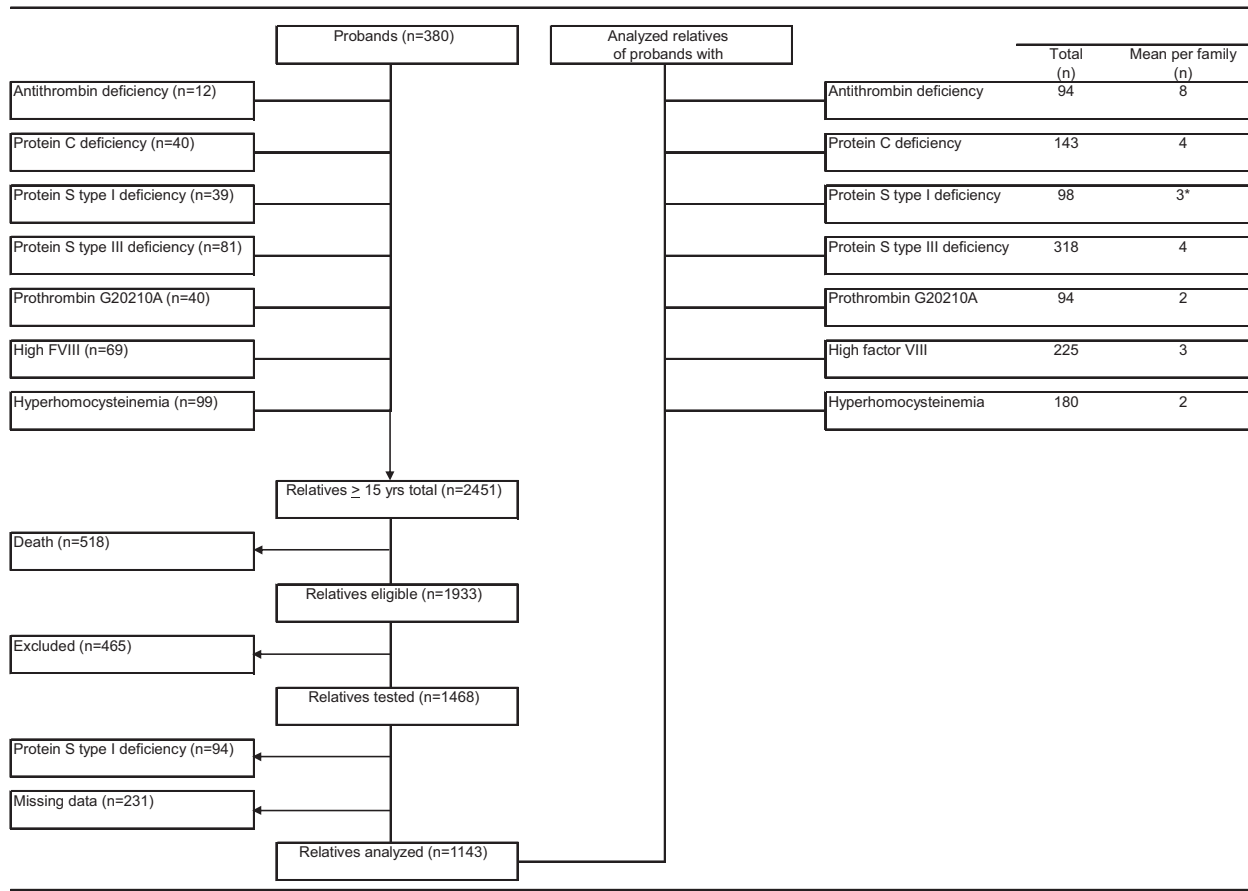 Probands (n=380)
Antithrombin deficiency (n=12)
Protein C deficiency (n=40)
Protein S type I deficiency (n=39)
Protein S type III deficiency (n=81)
Prothrombin G20210A (n=40)
High FVIII (n=69)
Hyperhomocysteinemia (n=99)
Relatives ≥ 15 yrs total (n=2451)
Death (n=518)
Relatives eligible (n=1933)
Excluded (n=465)
Relatives tested (n=1468)
Protein S type I deficiency (n=94)
Missing data (n=231)
Relatives analyzed (n=1143)
Analyzed relatives
of probands with
Total Mean per family
(n) (n)
Antithrombin deficiency 94 8
Protein C deficiency 143 4
Protein S type I deficiency 98 3*
Protein S type III deficiency 318 4
Prothrombin G20210A 94 2
High factor VIII 225 3
Hyperhomocysteinemia 180 2